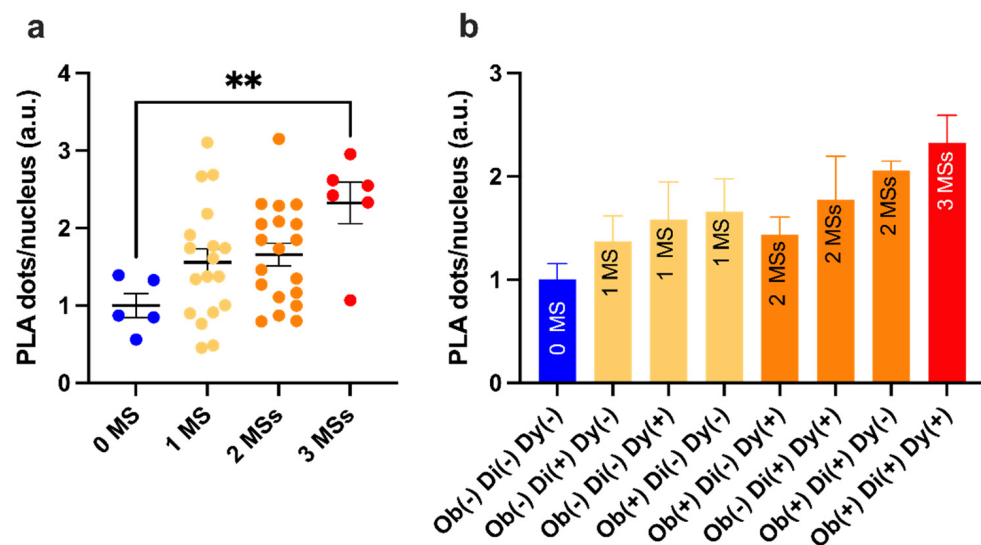 a
PLA dots/nucleus (a.u.)
4
3
2
1
0
**
0 MS
1 MS
2 MSs
3 MSs
b
PLA dots/nucleus (a.u.)
3
2
1
0
0 MS
1 MS
1 MS
1 MS
2 MSs
2 MSs
2 MSs
3 MSs
Ob(-) Di(-) Dy(-)
Ob(-) Di(+) Dy(-)
Ob(-) Di(-) Dy(+)
Ob(+) Di(-) Dy(-)
Ob(+) Di(-) Dy(+)
Ob(-) Di(+) Dy(+)
Ob(+) Di(+) Dy(-)
Ob(+) Di(+) Dy(+)